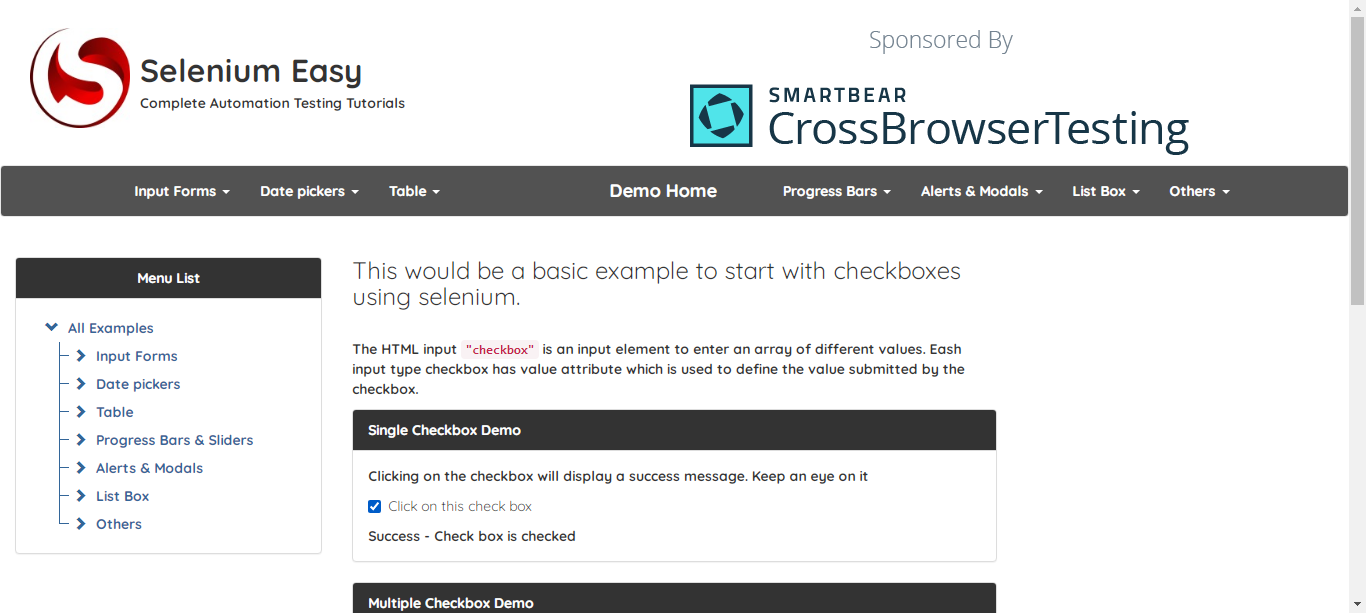 Selenium Easy
Complete Automation Testing Tutorials
Sponsored By
SMARTBEAR
CrossBrowserTesting
Input Forms Date pickers Table Demo Home Progress Bars Alerts & Modals List Box Others
Menu List
All Examples
Input Forms
Date pickers
Table
Progress Bars & Sliders
Alerts & Modals
List Box
Others
This would be a basic example to start with checkboxes
using selenium.
The HTML input "checkbox" is an input element to enter an array of different values. Eash
input type checkbox has value attribute which is used to define the value submitted by the
checkbox.
Single Checkbox Demo
Clicking on the checkbox will display a success message. Keep an eye on it
Click on this check box
Success - Check box is checked
Multiple Checkbox Demo